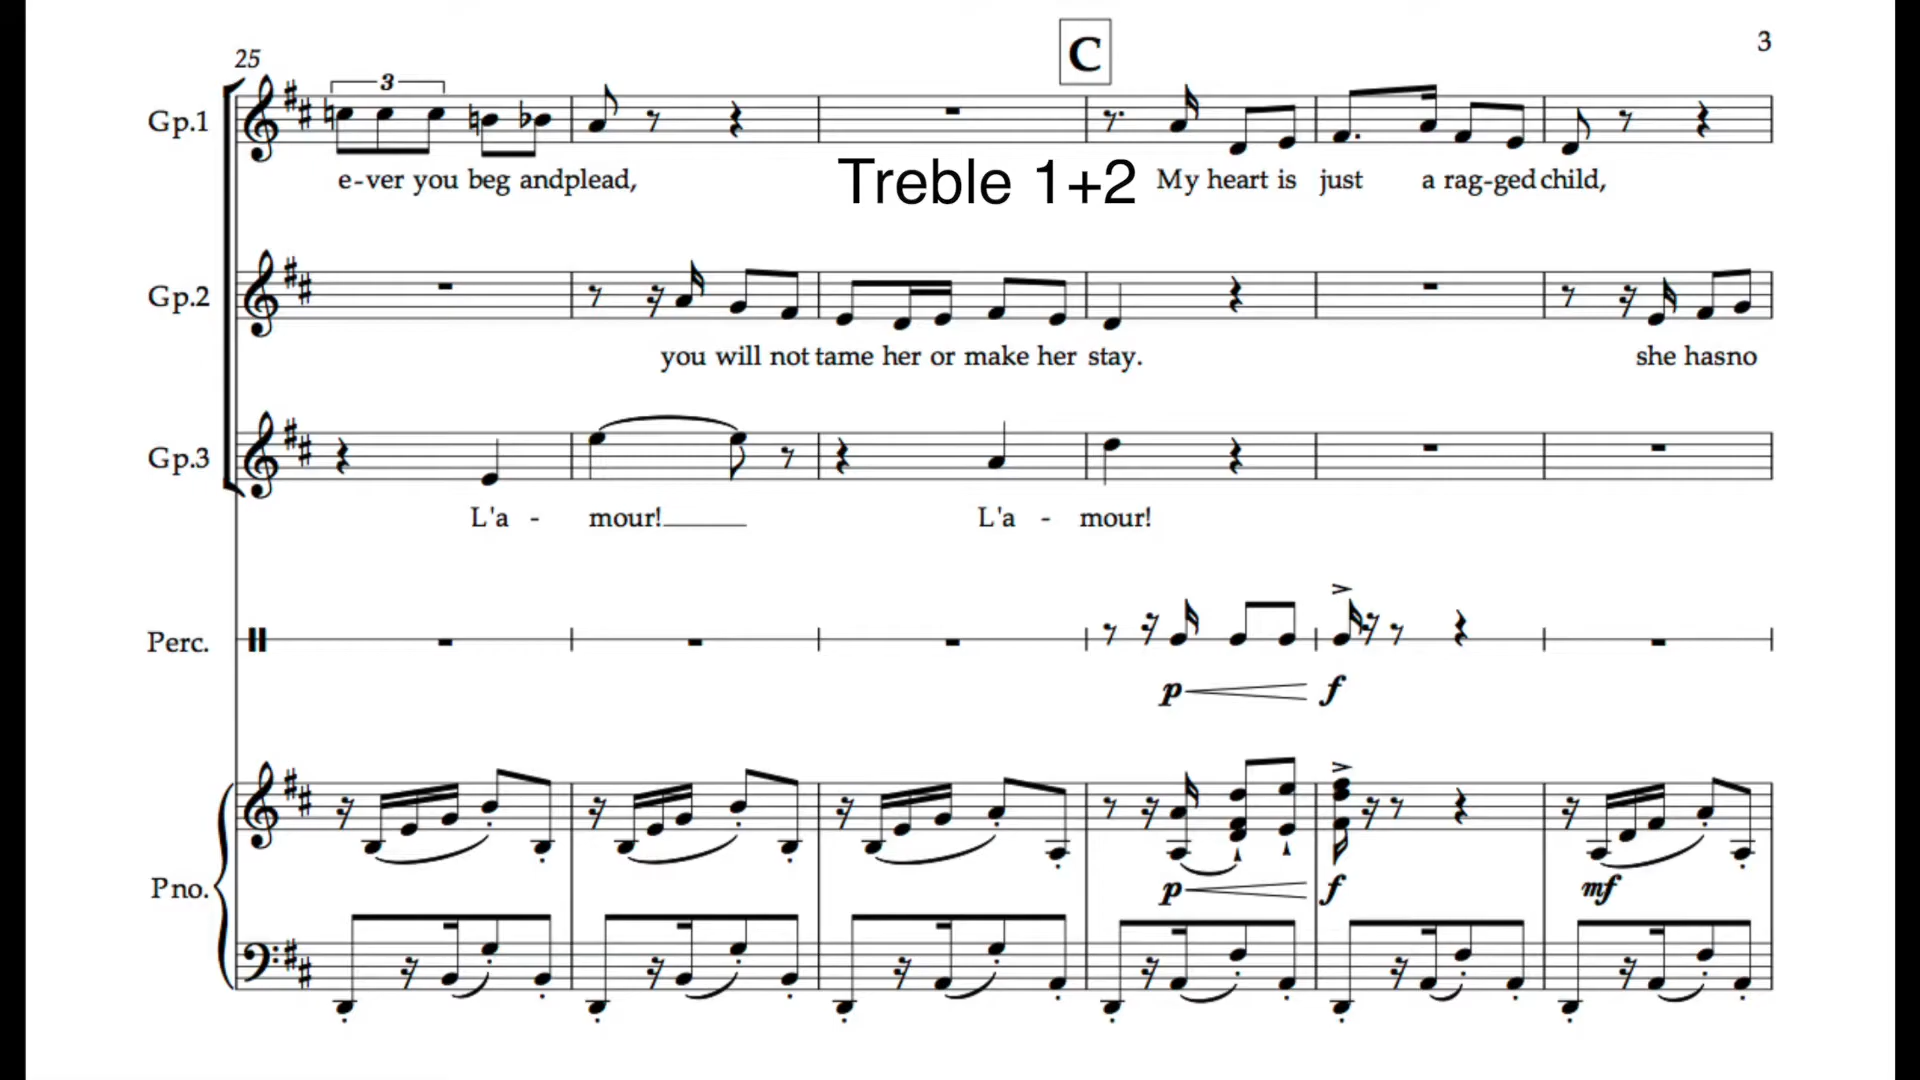 C
3
25
3
Gp.1
e-ver you beg andplead,
Treble 1+2
My heart is just a rag-ged child,
Gp.2
you will not tame her or make her stay.
she hasno
Gp.3
L'a - mour!
L'a - mour!
Perc.
p
f
Pno.
p
f
mf